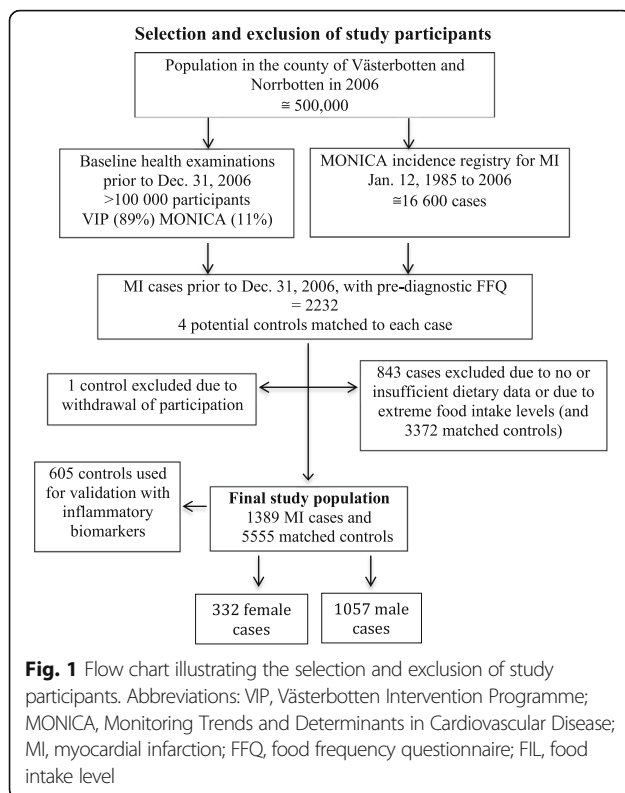 Selection and exclusion of study participants
Population in the county of Västerbotten and
Norrbotten in 2006
≅ 500,000
Baseline health examinations
prior to Dec. 31, 2006
>100 000 participants
VIP (89%) MONICA (11%)
MONICA incidence registry for MI
Jan. 12, 1985 to 2006
≅16 600 cases
MI cases prior to Dec. 31, 2006, with pre-diagnostic FFQ
= 2232
4 potential controls matched to each case
1 control excluded due to
withdrawal of participation
843 cases excluded due to no or
insufficient dietary data or due to
extreme food intake levels (and
3372 matched controls)
605 controls used
for validation with
inflammatory
biomarkers
Final study population
1389 MI cases and
5555 matched controls
332 female
cases
1057 male
cases
Fig. 1 Flow chart illustrating the selection and exclusion of study
participants. Abbreviations: VIP, Västerbotten Intervention Programme;
MONICA, Monitoring Trends and Determinants in Cardiovascular Disease;
MI, myocardial infarction; FFQ, food frequency questionnaire; FIL, food
intake level